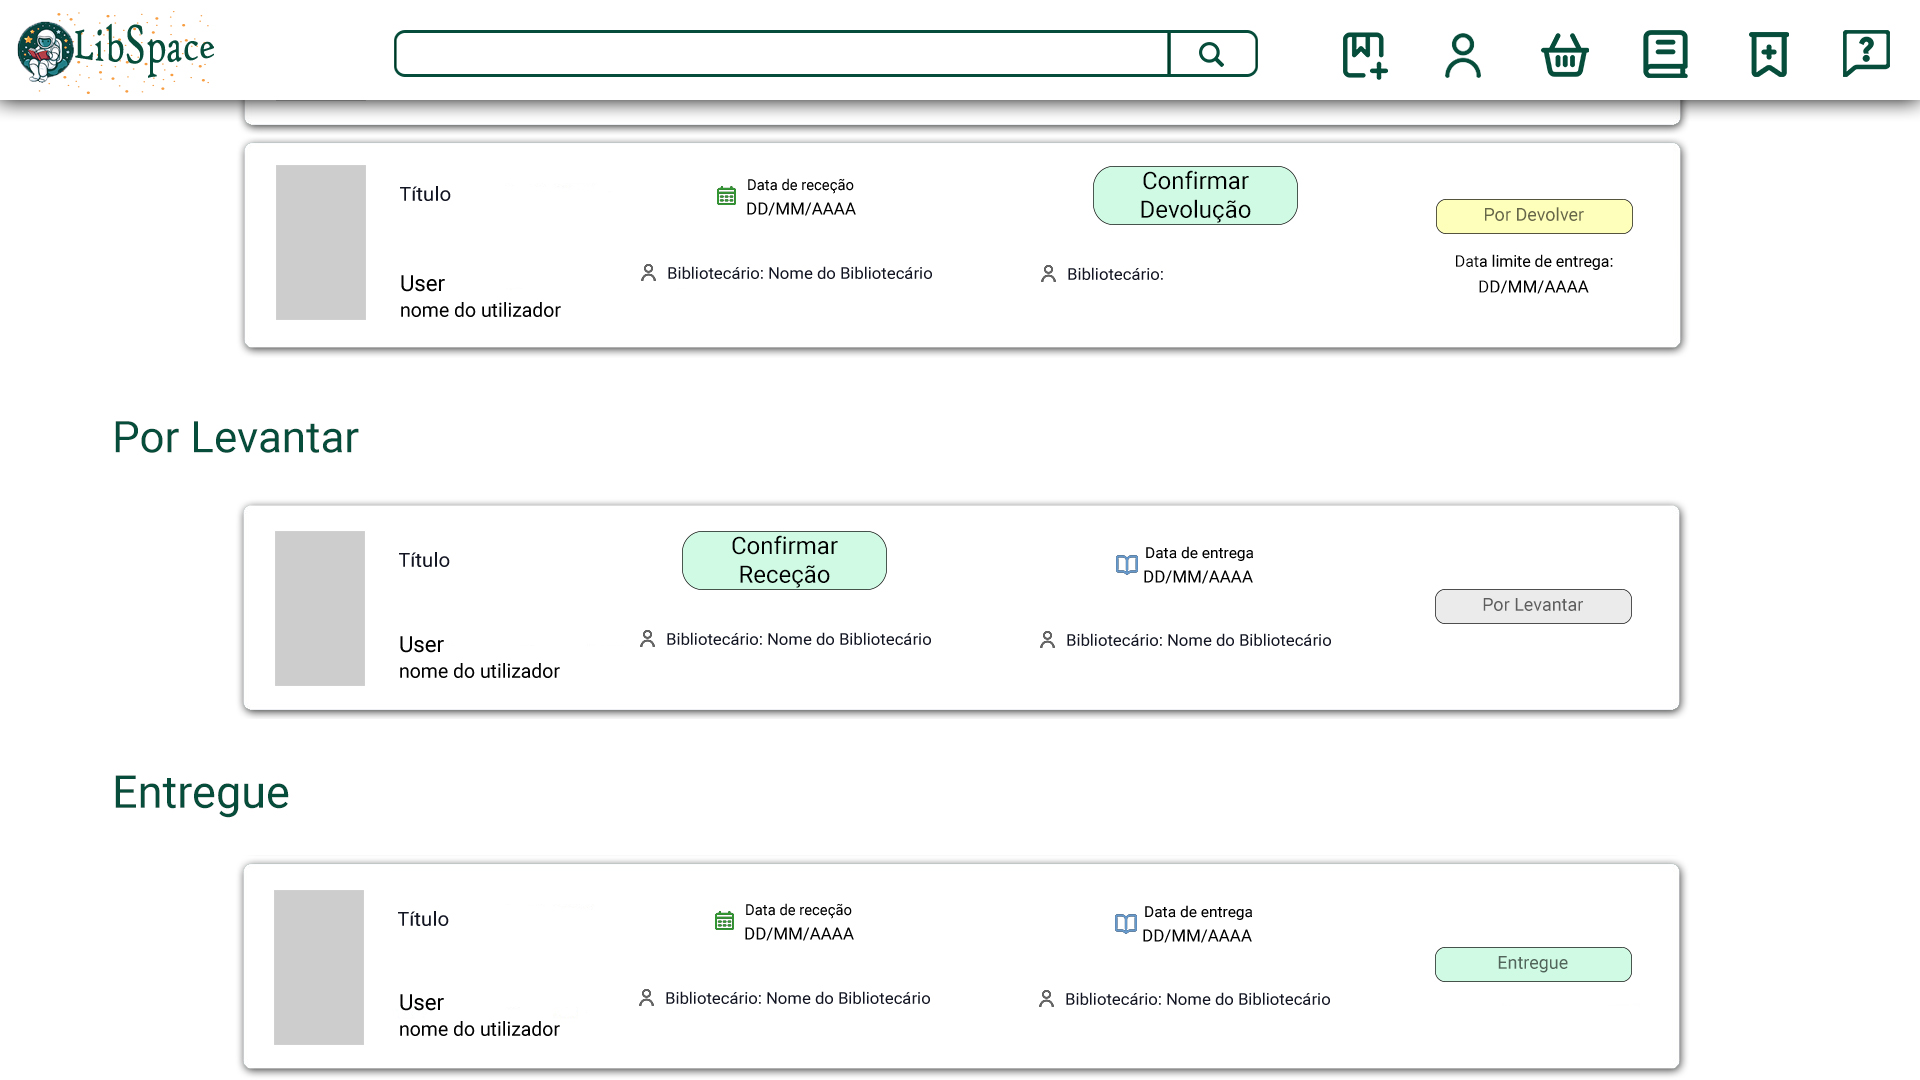 LibSpace
Título
Data de receção
DD/MM/AAAA
Confirmar
Devolução
Por Devolver
Data limite de entrega:
DD/MM/AAAA
User
nome do utilizador
Bibliotecário: Nome do Bibliotecário
Bibliotecário:
Por Levantar
Título
Confirmar
Receção
Data de entrega
DD/MM/AAAA
Por Levantar
User
nome do utilizador
Bibliotecário: Nome do Bibliotecário
Bibliotecário: Nome do Bibliotecário
Entregue
Título
Data de receção
DD/MM/AAAA
Data de entrega
DD/MM/AAAA
Entregue
User
nome do utilizador
Bibliotecário: Nome do Bibliotecário
Bibliotecário: Nome do Bibliotecário